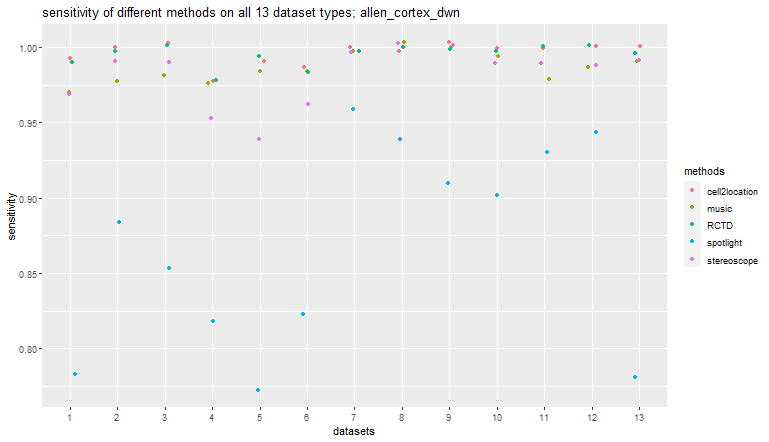 sensitivity of different methods on all 13 dataset types; allen_cortex_dwn
1.00
0.95
0.90
0.85
0.80
sensitivity
1 2 3 4 5 6 7 8 9 10 11 12 13
datasets
methods
cell2location
music
RCTD
spotlight
stereoscope